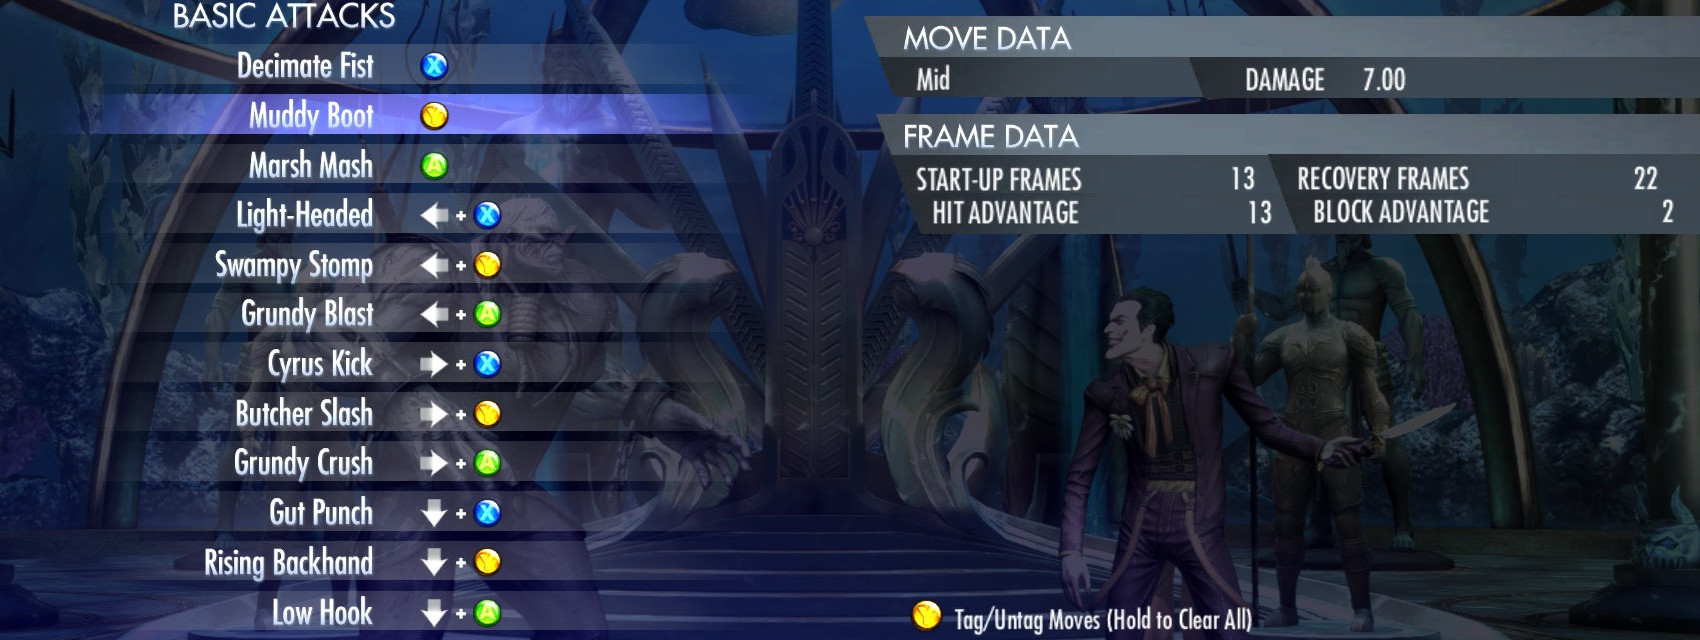 BASIC ATTACKS
Decimate Fist X
Muddy Boot Y
Marsh Mash A
Light-Headed + X
Swampy Stomp + Y
Grundy Blast + A
Cyrus Kick + X
Butcher Slash + Y
Grundy Crush + A
Gut Punch + X
Rising Backhand + Y
Low Hook + A
MOVE DATA
Mid DAMAGE 7.00
FRAME DATA
START-UP FRAMES 13 RECOVERY FRAMES 22
HIT ADVANTAGE 13 BLOCK ADVANTAGE 2
Y Tag/Untag Moves (Hold to Clear All)